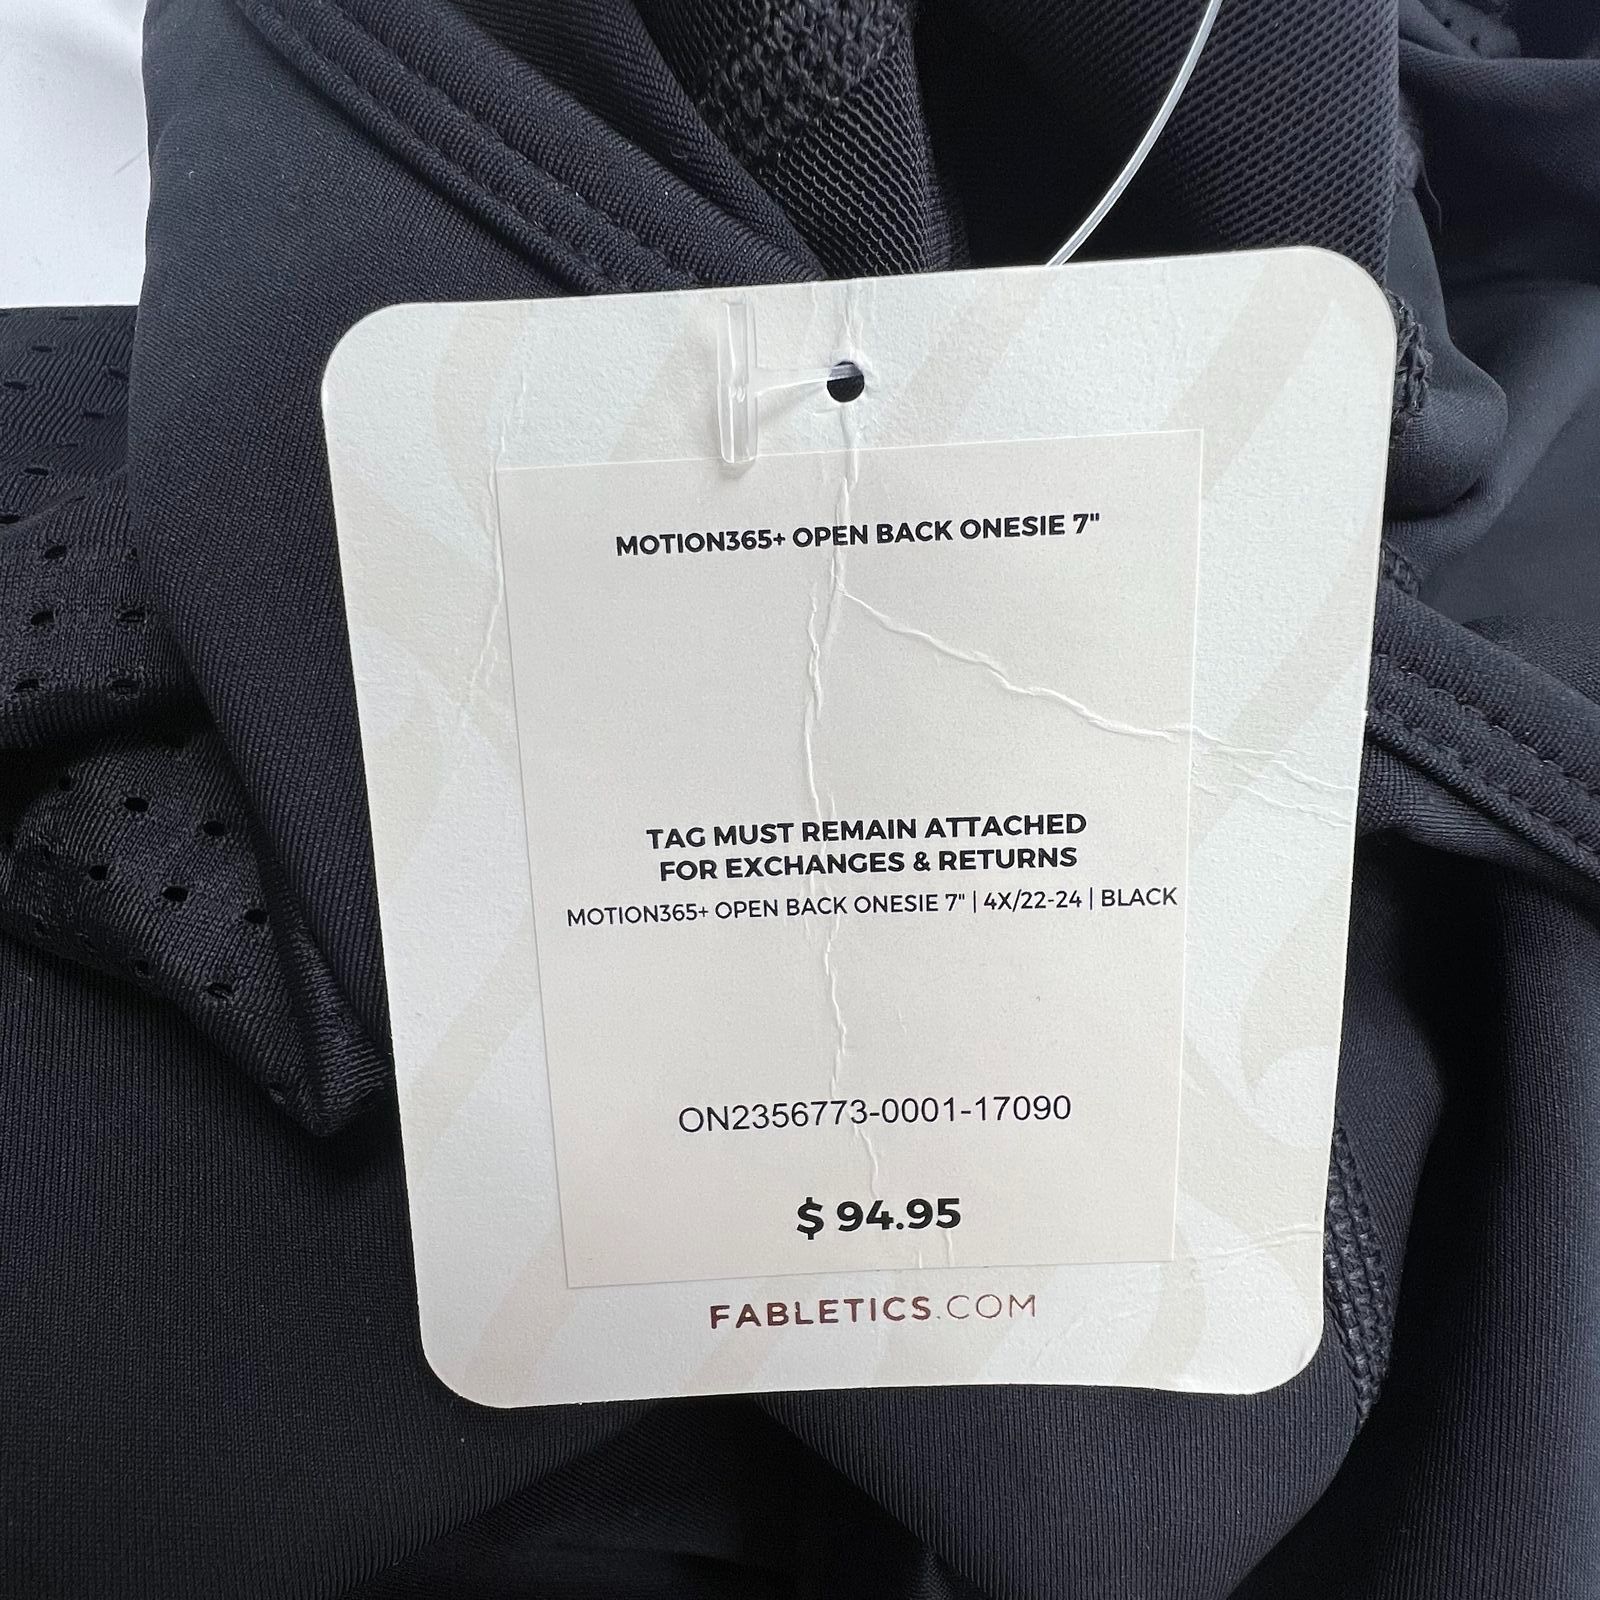 MOTION365+ OPEN BACK ONESIE 7"
TAG MUST REMAIN ATTACHED
FOR EXCHANGES & RETURNS
MOTION365+ OPEN BACK ONESIE 7" | 4X/22-24 | BLACK
ON2356773-0001-17090
$ 94.95
FABLETICS.COM